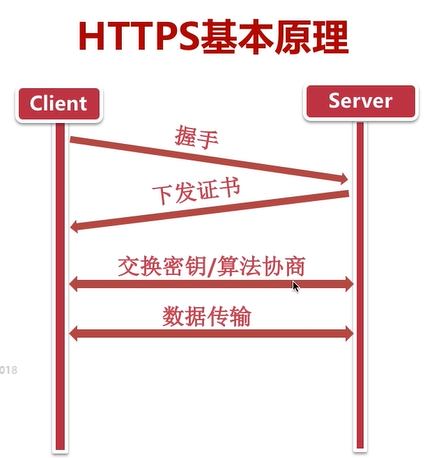 HTTPS基本原理
Client
Server
握手
下发证书
交换密钥/算法协商
数据传输
018